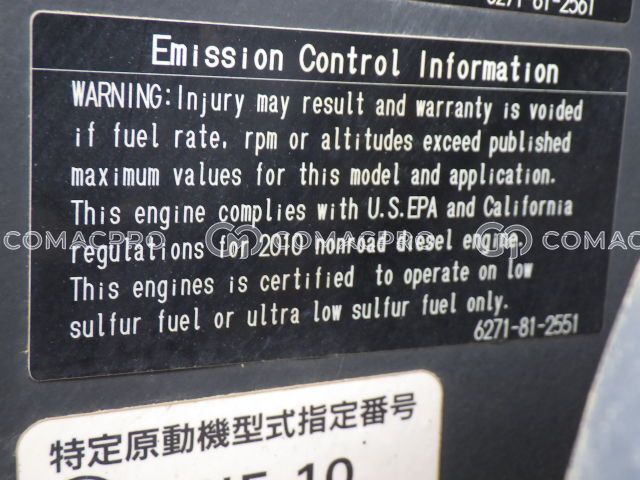 6271-81-2561
Emission Control Information
WARNING:Injury may result and warranty is voided
if fuel rate, rpm or altitudes exceed published
maximum values for this model and application.
This engine complies with U.S.EPA and California
regulations for 2010 nonroad diesel engine.
This engines is certified to operate on low
sulfur fuel or ultra low sulfur fuel only.
6271-81-2551
COMACPRO COMACPRO COMACPRO
特定原動機型式指定番号